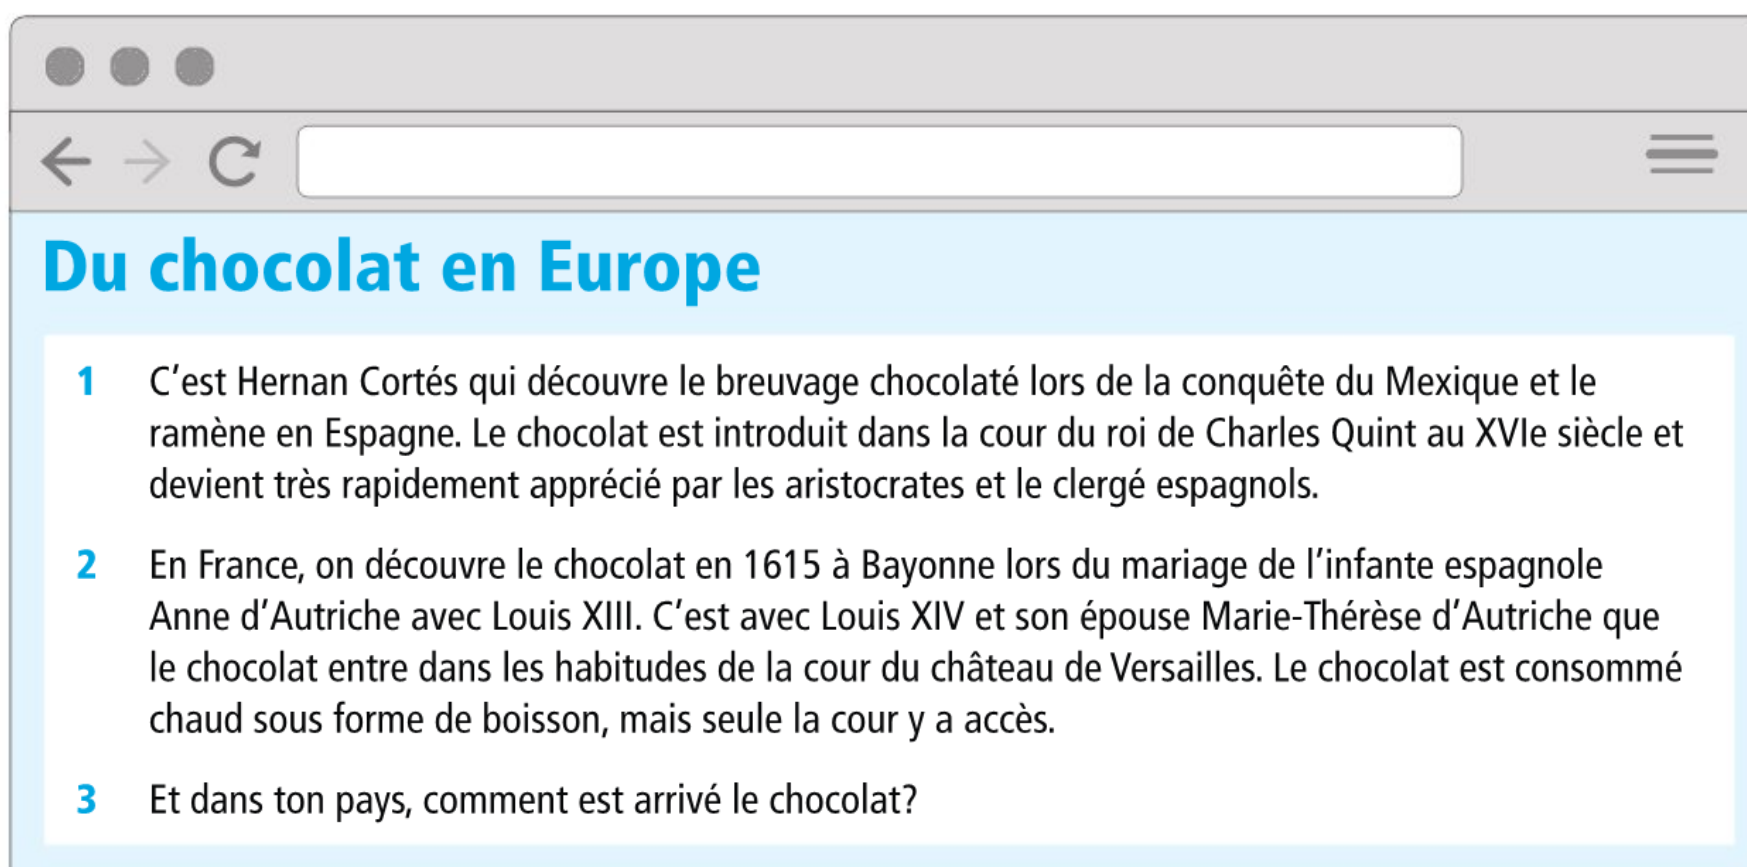 Du chocolat en Europe
1 C'est Hernan Cortés qui découvre le breuvage chocolaté lors de la conquête du Mexique et le
ramène en Espagne. Le chocolat est introduit dans la cour du roi de Charles Quint au XVIe siècle et
devient très rapidement apprécié par les aristocrates et le clergé espagnols.
2 En France, on découvre le chocolat en 1615 à Bayonne lors du mariage de l'infante espagnole
Anne d'Autriche avec Louis XIII. C'est avec Louis XIV et son épouse Marie-Thérèse d'Autriche que
le chocolat entre dans les habitudes de la cour du château de Versailles. Le chocolat est consommé
chaud sous forme de boisson, mais seule la cour y a accès.
3 Et dans ton pays, comment est arrivé le chocolat?